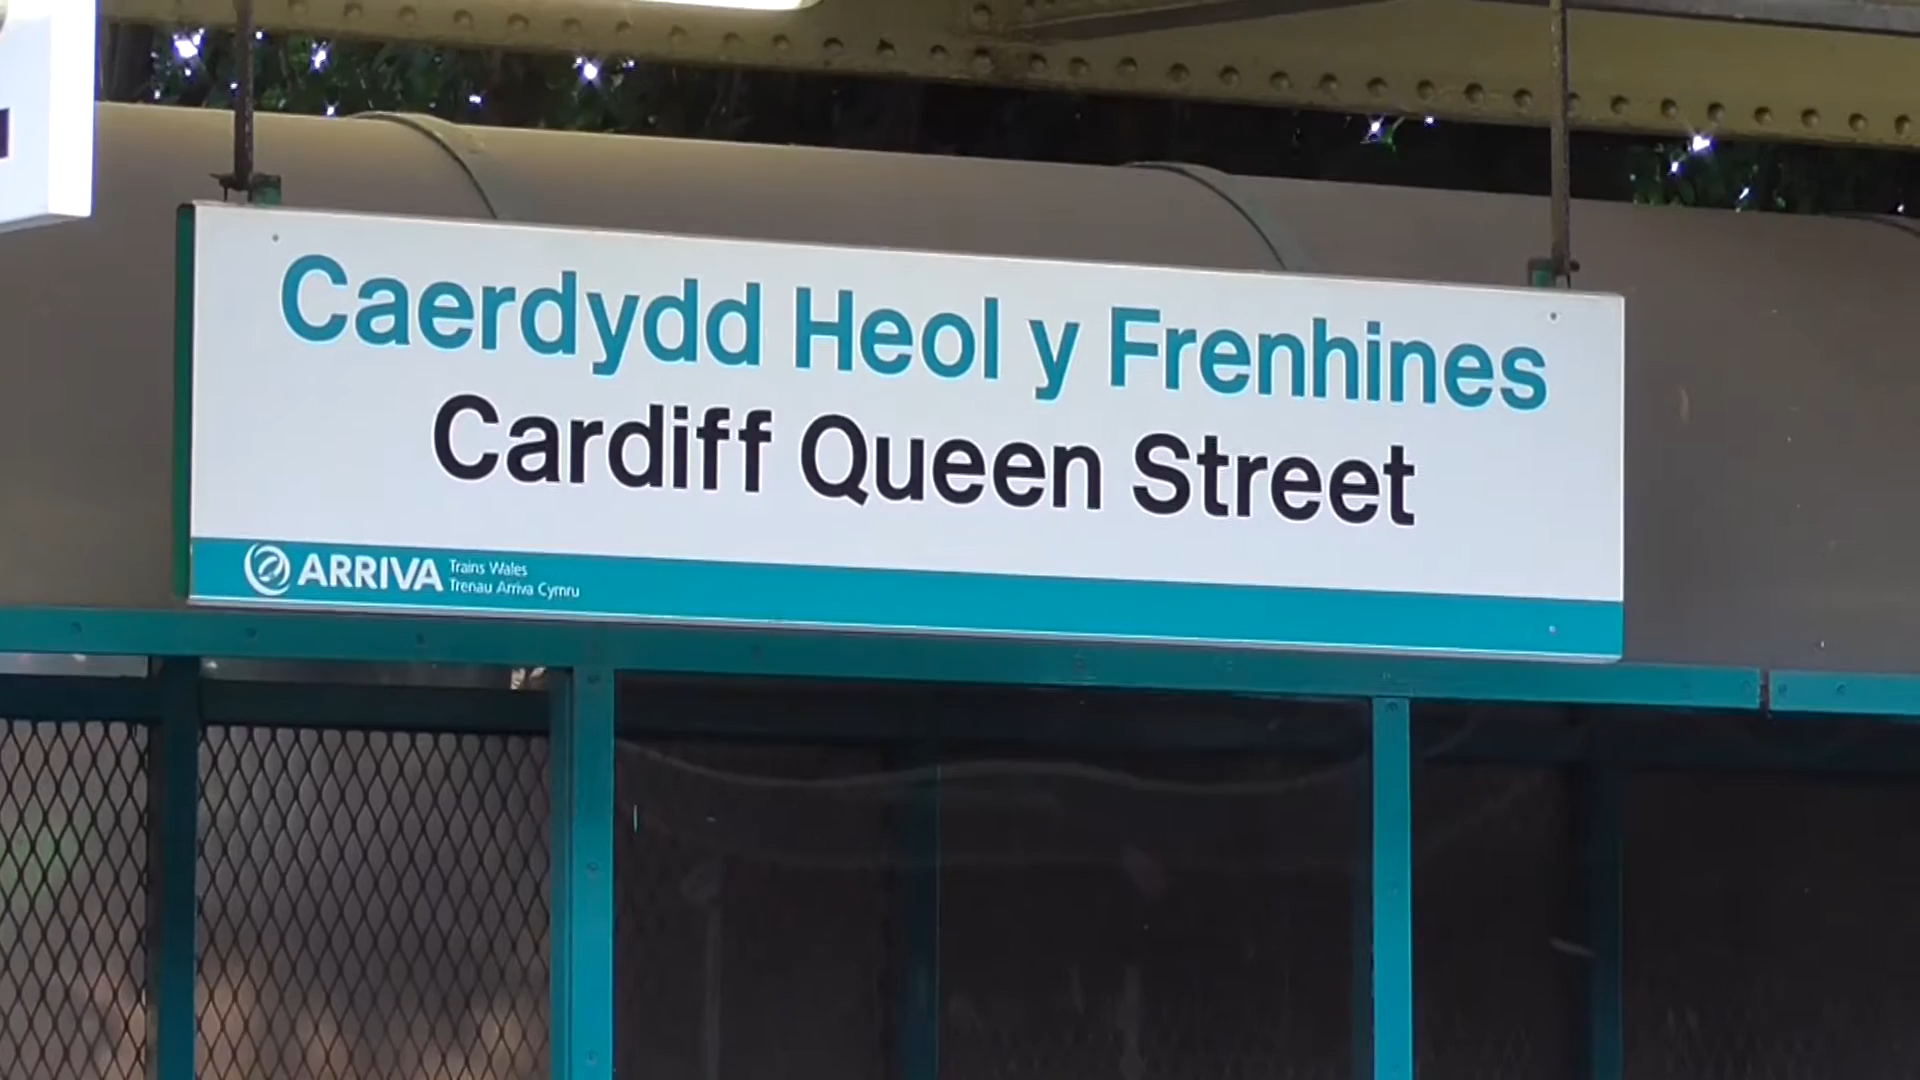 Caerdydd Heol y Frenhines
Cardiff Queen Street
ARRIVA
Trains Wales
Trenau Arriva Cymru